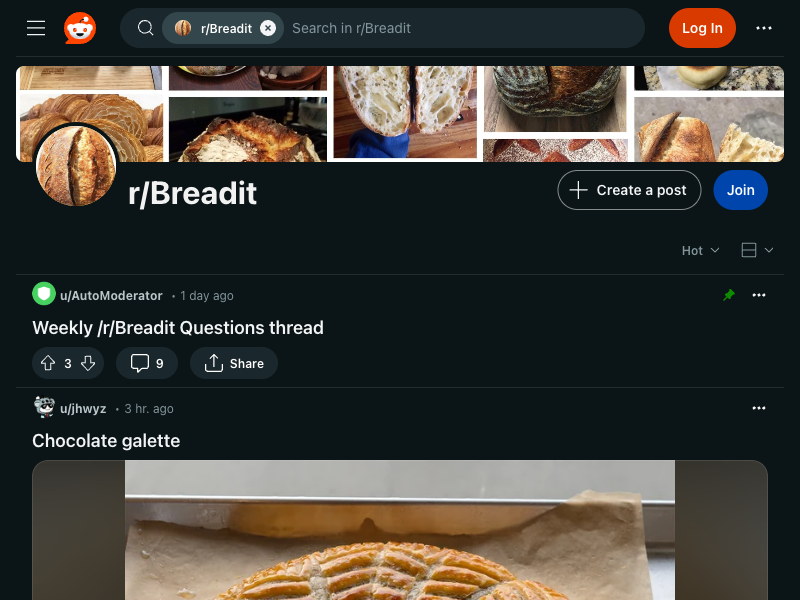 r/Breadit
Search in r/Breadit
Log In
r/Breadit
Create a post
Join
Hot
u/AutoModerator • 1 day ago
Weekly /r/Breadit Questions thread
3
9
Share
u/jhwyz • 3 hr. ago
Chocolate galette